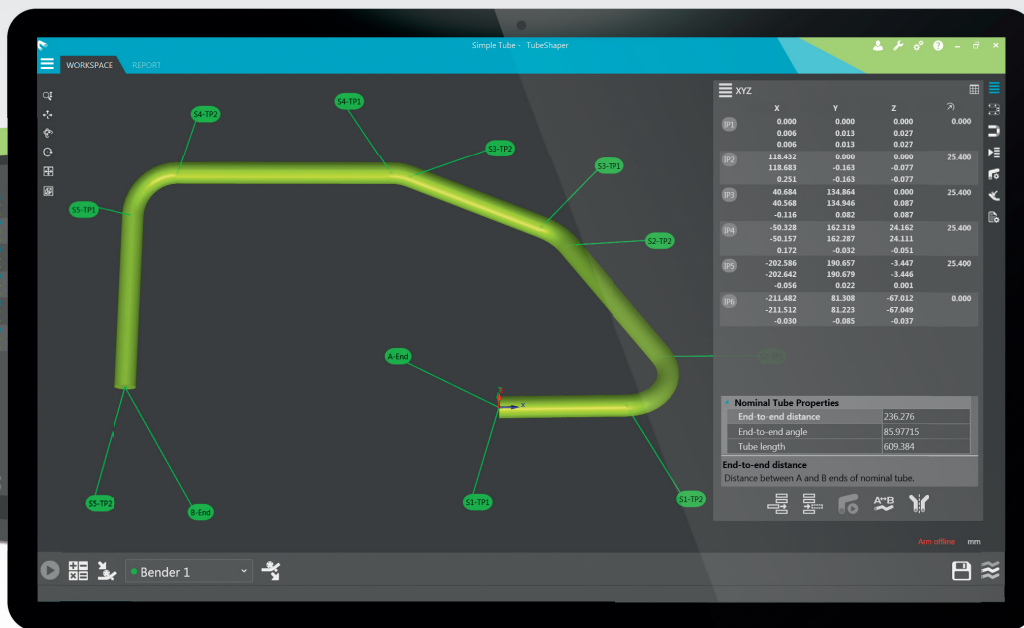 Simple Tube - TubeShaper
WORKSPACE REPORT
XYZ
X Y Z
IP1 0.000 0.000 0.000 0.000
0.006 0.013 0.027
0.006 0.013 0.027
IP2 118.432 0.000 0.000 25.400
118.683 -0.163 -0.077
0.251 -0.163 -0.077
IP3 40.684 134.864 0.000 25.400
40.568 134.946 0.087
-0.116 0.082 0.087
IP4 -50.328 162.319 24.162 25.400
-50.157 162.287 24.111
0.172 -0.032 -0.051
IP5 -202.586 190.657 -3.447 25.400
-202.642 190.679 -3.446
-0.056 0.022 0.001
IP6 -211.482 81.308 -67.012 0.000
-211.512 81.223 -67.049
-0.030 -0.085 -0.037
S4-TP1
S4-TP2
S3-TP2
S3-TP1
S5-TP1
S2-TP2
A-End
Y
X
S1-TP1
S1-TP2
S5-TP2
B-End
Nominal Tube Properties
End-to-end distance 236.276
End-to-end angle 85.97715
Tube length 609.384
End-to-end distance
Distance between A and B ends of nominal tube.
A B
Arm offline mm
Bender 1